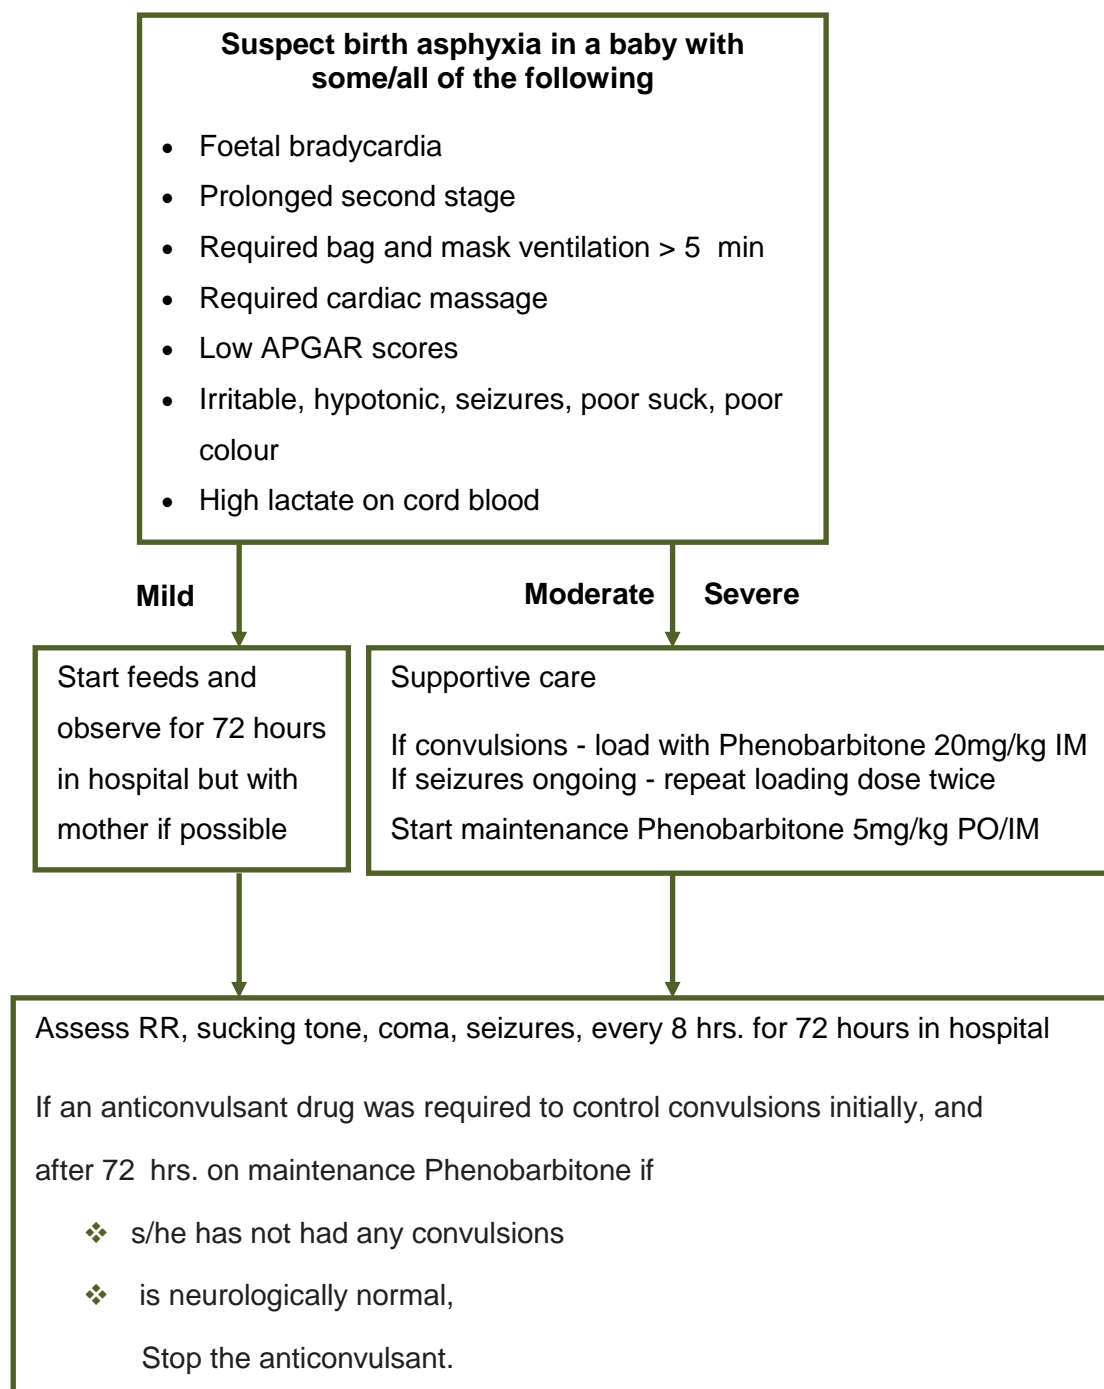 Suspect birth asphyxia in a baby with
some/all of the following
• Foetal bradycardia
• Prolonged second stage
• Required bag and mask ventilation > 5 min
• Required cardiac massage
• Low APGAR scores
• Irritable, hypotonic, seizures, poor suck, poor
colour
• High lactate on cord blood
Mild
Moderate
Severe
Start feeds and
observe for 72 hours
in hospital but with
mother if possible
Supportive care
If convulsions - load with Phenobarbitone 20mg/kg IM
If seizures ongoing - repeat loading dose twice
Start maintenance Phenobarbitone 5mg/kg PO/IM
Assess RR, sucking tone, coma, seizures, every 8 hrs. for 72 hours in hospital
If an anticonvulsant drug was required to control convulsions initially, and
after 72 hrs. on maintenance Phenobarbitone if
❖ s/he has not had any convulsions
❖ is neurologically normal,
Stop the anticonvulsant.